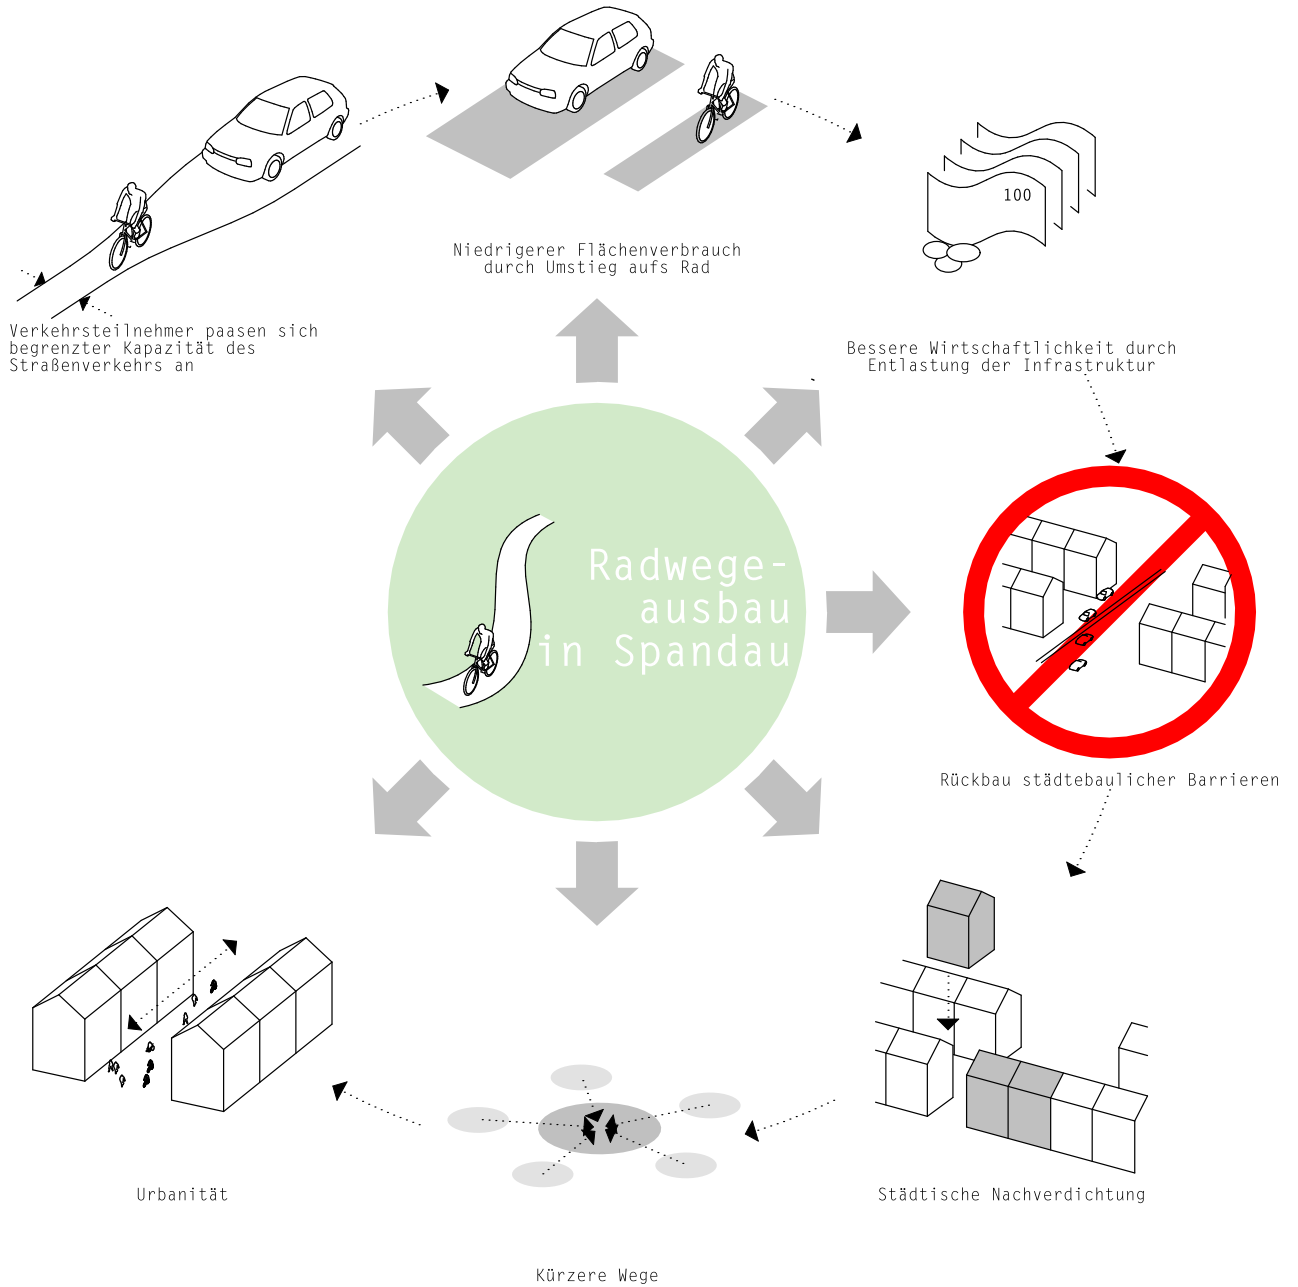 Niedrigerer Flächenverbrauch
durch Umstieg aufs Rad
100
Verkehrsteilnehmer paasen sich
begrenzter Kapazität des
Straßenverkehrs an
Bessere Wirtschaftlichkeit durch
Entlastung der Infrastruktur
Radwege-
ausbau
in Spandau
Rückbau städtebaulicher Barrieren
Urbanität
Städtische Nachverdichtung
Kürzere Wege